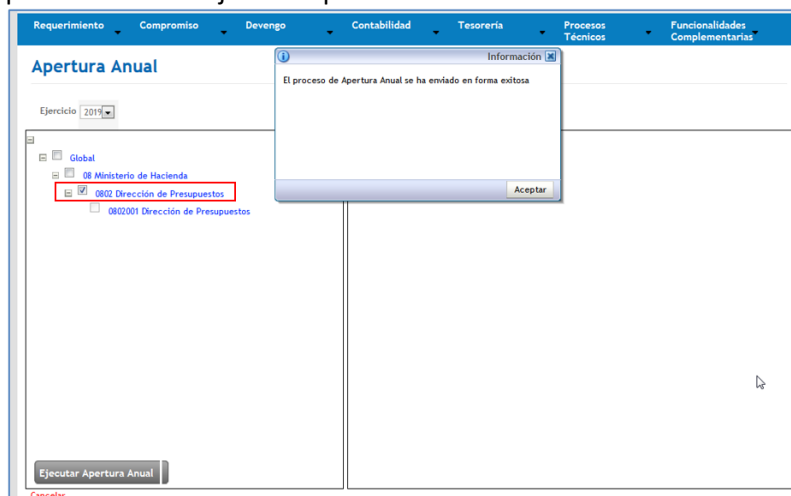 Requerimiento Compromiso Devengo Contabilidad Tesorería Procesos Técnicos Funcionalidades Complementarias
Apertura Anual
Información
El proceso de Apertura Anual se ha enviado en forma exitosa
Aceptar
Ejercicio 2019
Global
08 Ministerio de Hacienda
0802 Dirección de Presupuestos
0802001 Dirección de Presupuestos
Ejecutar Apertura Anual
Cancelar